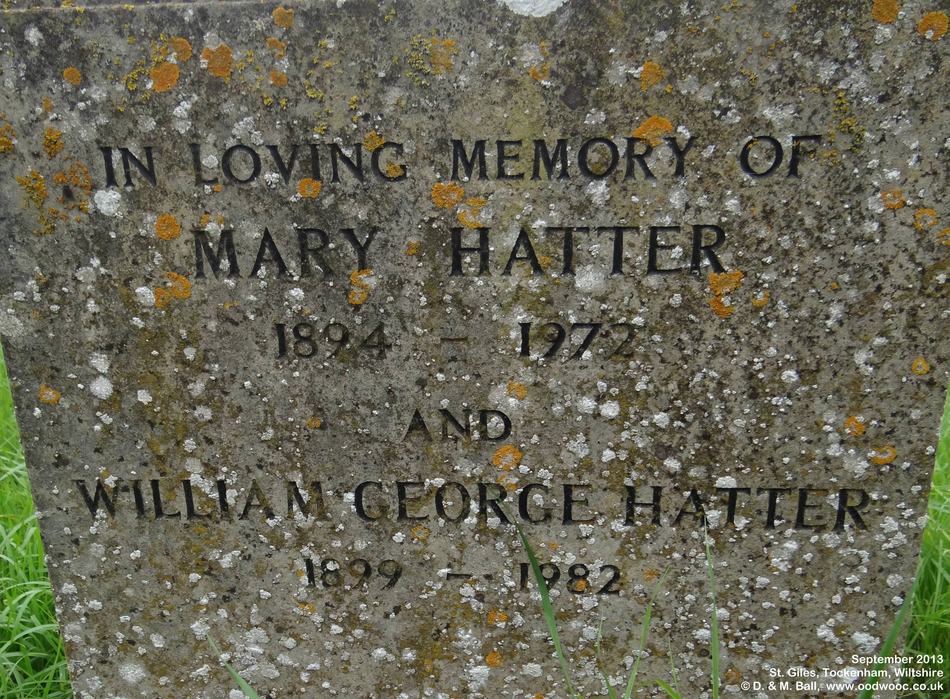 IN LOVING MEMORY OF
MARY HATTER
1894 – 1972
AND
WILLIAM GEORGE HATTER
1899 – 1982
September 2013
St. Giles, Tockenham, Wiltshire
© D. & M. Ball, www.oodwooc.co.uk